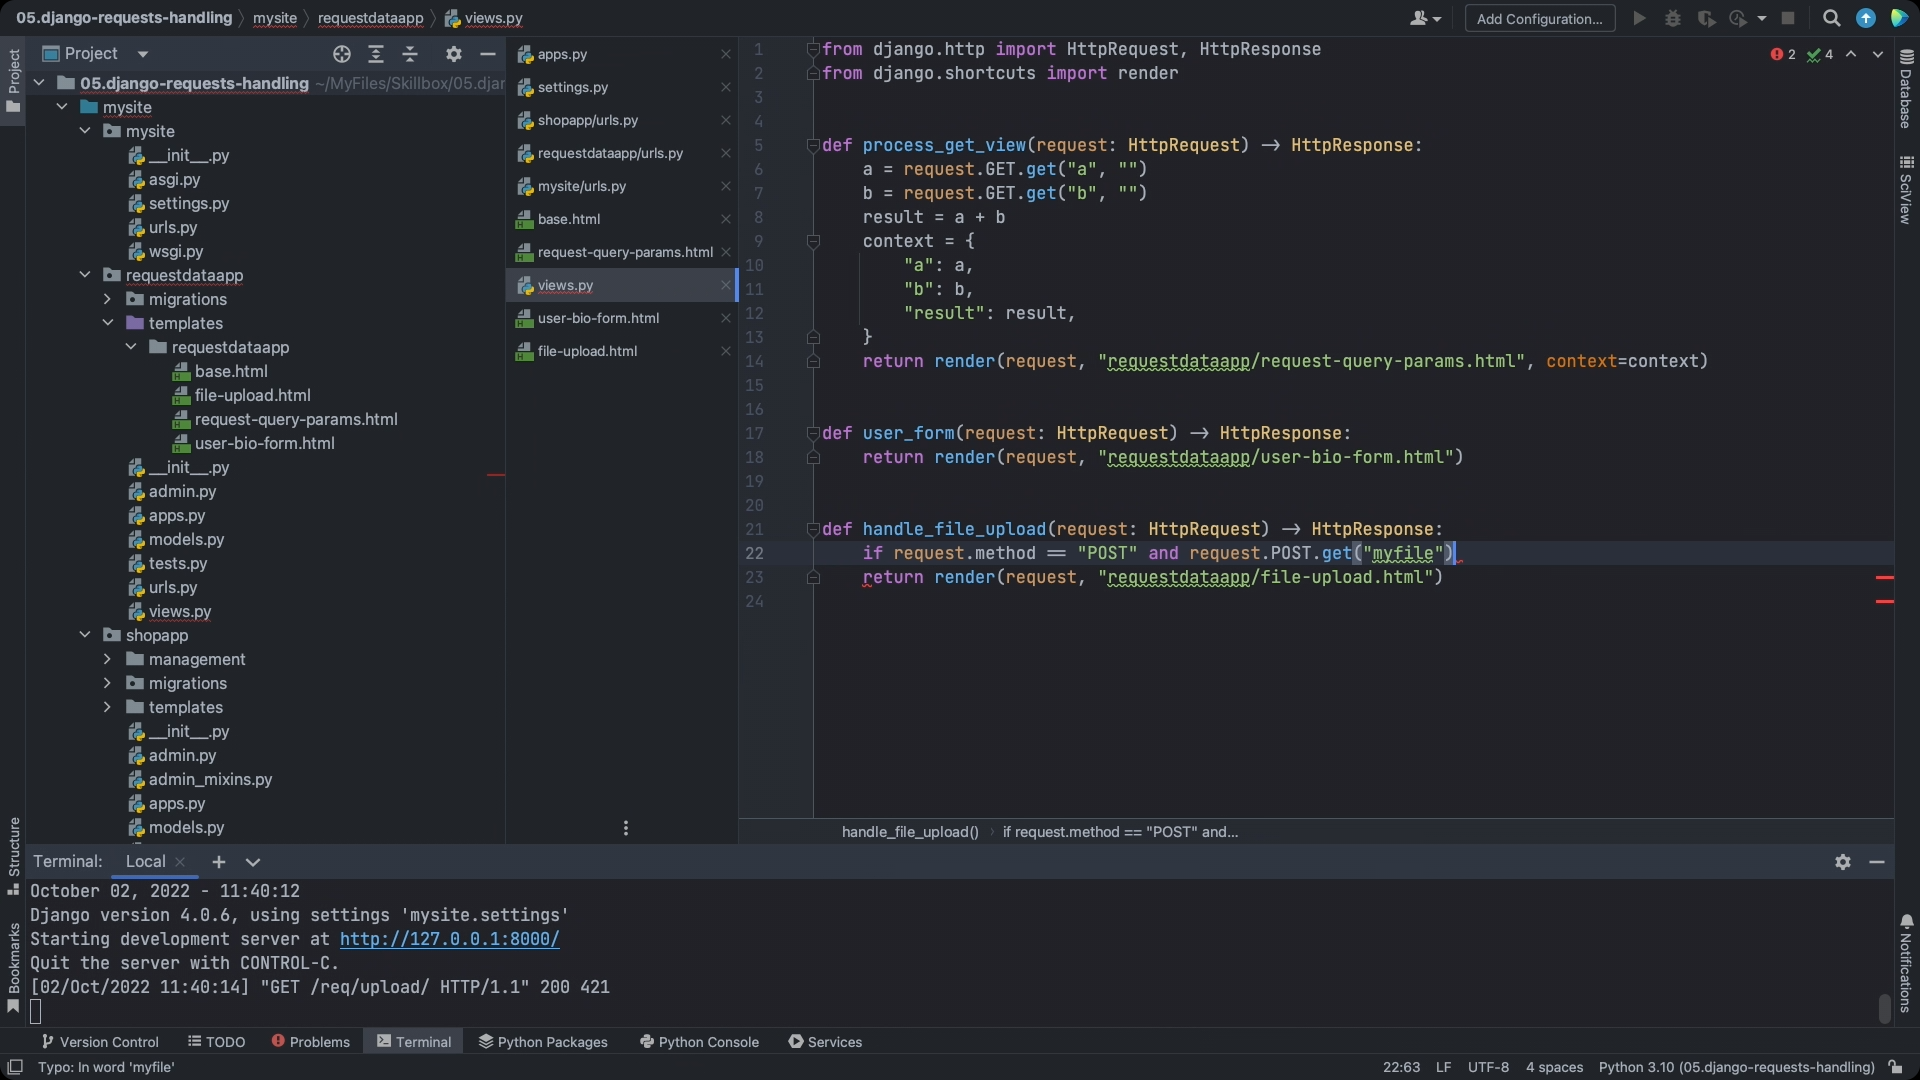 05.django-requests-handling
mysite
requestdataapp
views.py
Add Configuration...
Project
Project
05.django-requests-handling ~/MyFiles/Skillbox/05.djar
mysite
mysite
__init__.py
asgi.py
settings.py
urls.py
wsgi.py
requestdataapp
migrations
templates
requestdataapp
base.html
file-upload.html
request-query-params.html
user-bio-form.html
__init__.py
admin.py
apps.py
models.py
tests.py
urls.py
views.py
shopapp
management
migrations
templates
__init__.py
admin.py
admin_mixins.py
apps.py
models.py
apps.py
settings.py
shopapp/urls.py
requestdataapp/urls.py
mysite/urls.py
base.html
request-query-params.html
views.py
user-bio-form.html
file-upload.html
2 4
1 from django.http import HttpRequest, HttpResponse
2 from django.shortcuts import render
3
4
5 def process_get_view(request: HttpRequest) -> HttpResponse:
6 a = request.GET.get("a", "")
7 b = request.GET.get("b", "")
8 result = a + b
9 context = {
10 "a": a,
11 "b": b,
12 "result": result,
13 }
14 return render(request, "requestdataapp/request-query-params.html", context=context)
15
16
17 def user_form(request: HttpRequest) -> HttpResponse:
18 return render(request, "requestdataapp/user-bio-form.html")
19
20
21 def handle_file_upload(request: HttpRequest) -> HttpResponse:
22 if request.method == "POST" and request.POST.get("myfile")
23 return render(request, "requestdataapp/file-upload.html")
24
handle_file_upload() if request.method == "POST" and...
Database
SciView
Notifications
Structure
Bookmarks
Terminal: Local
October 02, 2022 - 11:40:12
Django version 4.0.6, using settings 'mysite.settings'
Starting development server at http://127.0.0.1:8000/
Quit the server with CONTROL-C.
[02/Oct/2022 11:40:14] "GET /req/upload/ HTTP/1.1" 200 421
Version Control TODO Problems Terminal Python Packages Python Console Services
Typo: In word 'myfile' 22:63 LF UTF-8 4 spaces Python 3.10 (05.django-requests-handling)